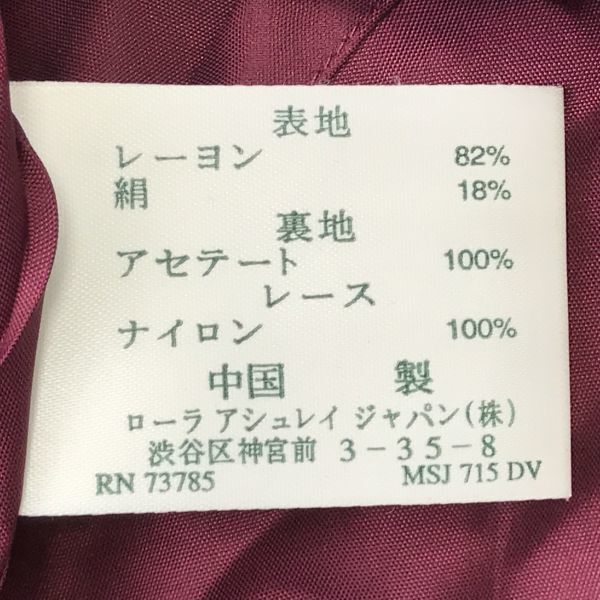 表地
レーヨン 82%
絹 18%
裏地
アセテート 100%
レース
ナイロン 100%
中国 製
ローラ アシュレイ ジャパン(株)
渋谷区神宮前 3-35-8
RN 73785 MSJ 715 DV